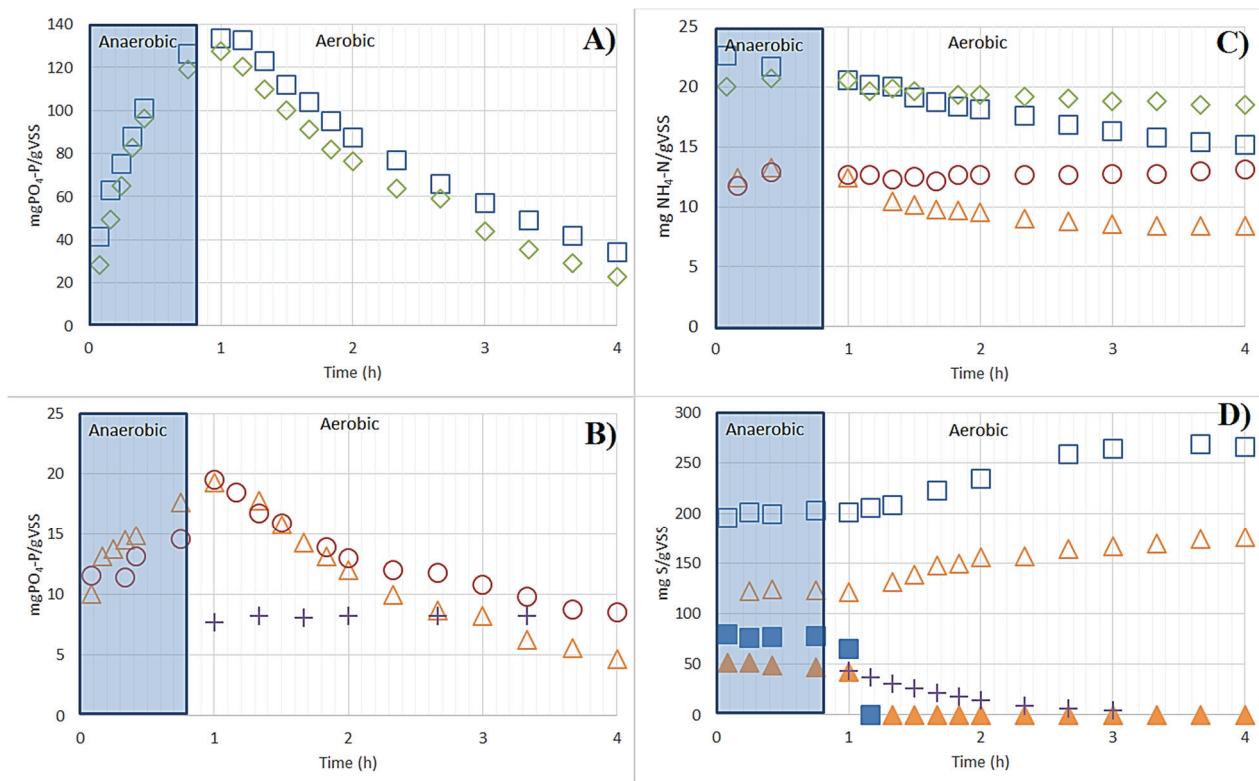 A)
Anaerobic
Aerobic
mgPO₄-P/gVSS
140
120
100
80
60
40
20
0
0 1 2 3 4
Time (h)
C)
Anaerobic
Aerobic
mg NH₄-N/gVSS
25
20
15
10
5
0
0 1 2 3 4
Time (h)
B)
Anaerobic
Aerobic
mgPO₄-P/gVSS
25
20
15
10
5
0
0 1 2 3 4
Time (h)
D)
Anaerobic
Aerobic
mg S/gVSS
300
250
200
150
100
50
0
0 1 2 3 4
Time (h)